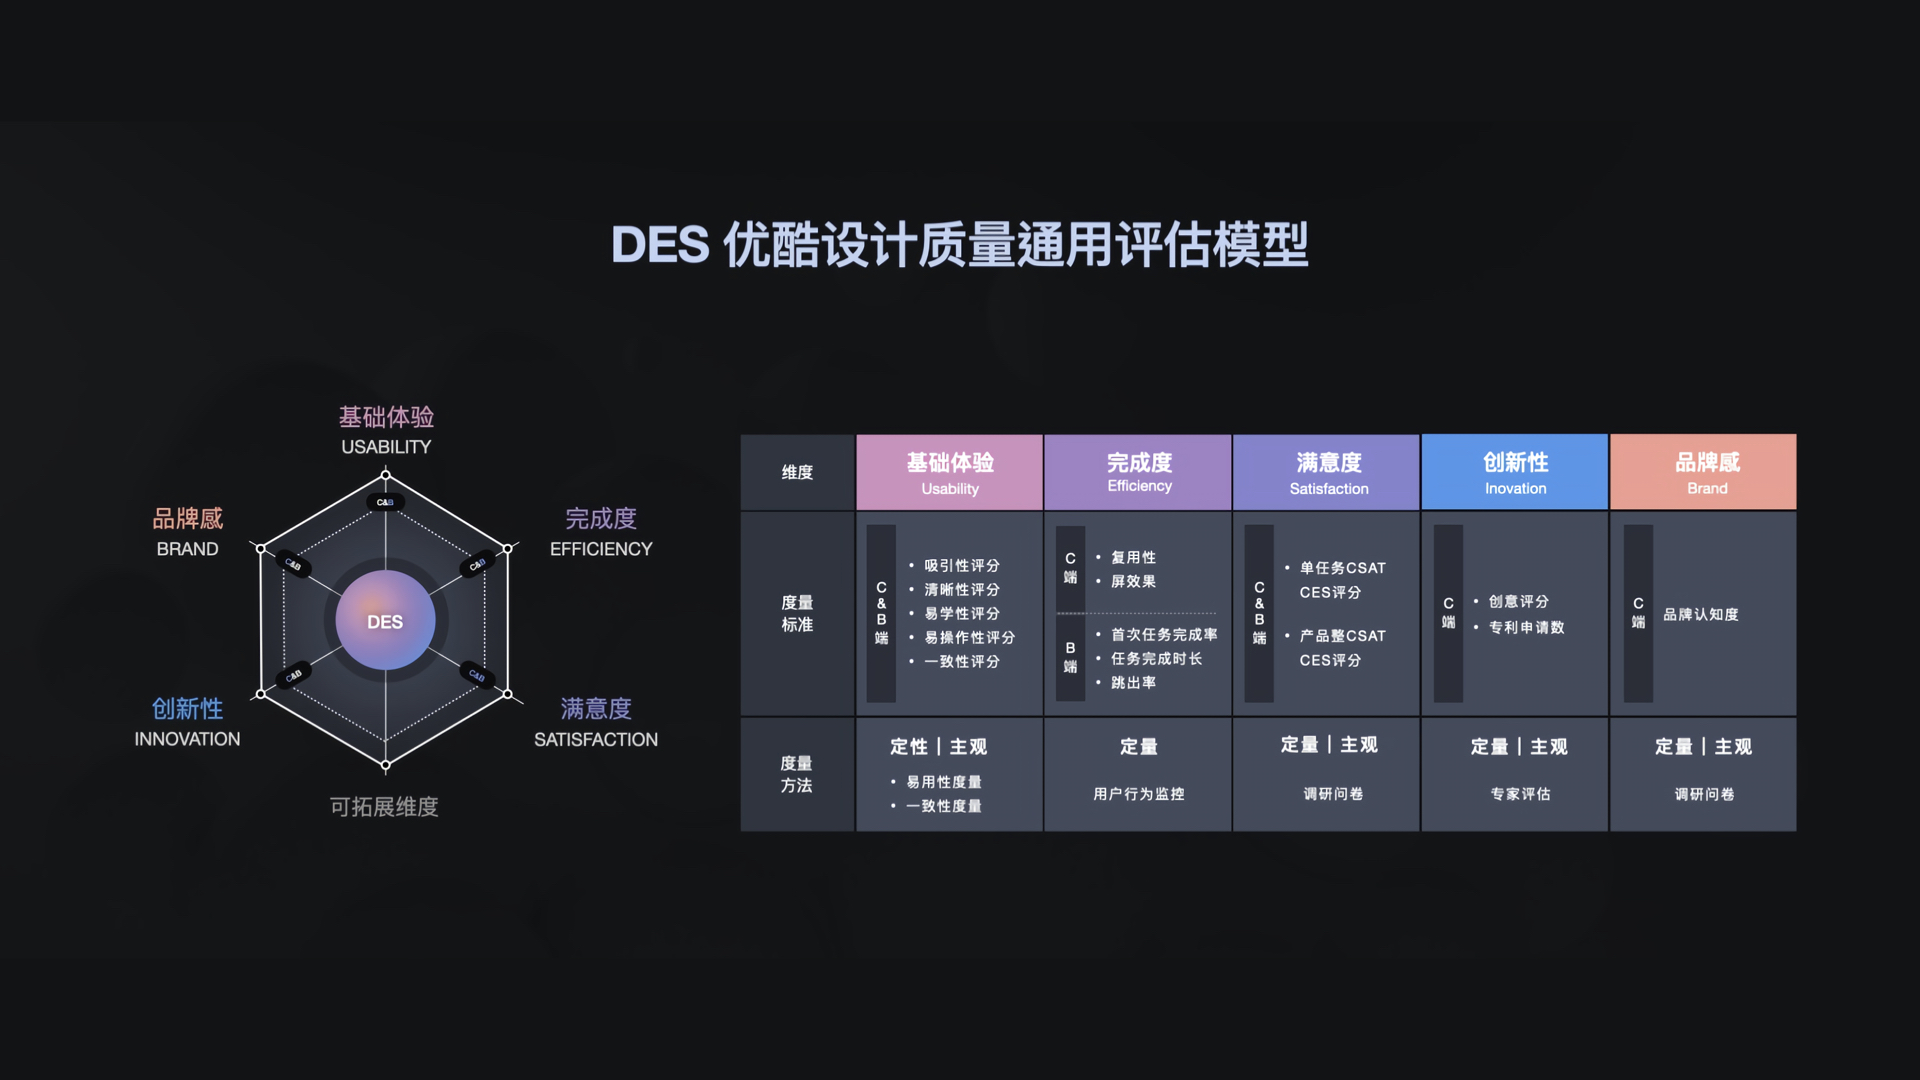 DES 优酷设计质量通用评估模型
基础体验
USABILITY
品牌感
BRAND
完成度
EFFICIENCY
C&B
C&B
C&B
DES
C&B
C&B
创新性
INNOVATION
满意度
SATISFACTION
可拓展维度
维度
基础体验
Usability
完成度
Efficiency
满意度
Satisfaction
创新性
Inovation
品牌感
Brand
度量
标准
C
&
B
端
• 吸引性评分
• 清晰性评分
• 易学性评分
• 易操作性评分
• 一致性评分
C
端
• 复用性
• 屏效果
B
端
• 首次任务完成率
• 任务完成时长
• 跳出率
C
&
B
端
• 单任务CSAT
CES评分
• 产品整CSAT
CES评分
C
端
• 创意评分
• 专利申请数
C
端
品牌认知度
度量
方法
定性｜主观
• 易用性度量
• 一致性度量
定量
用户行为监控
定量｜主观
调研问卷
定量｜主观
专家评估
定量｜主观
调研问卷